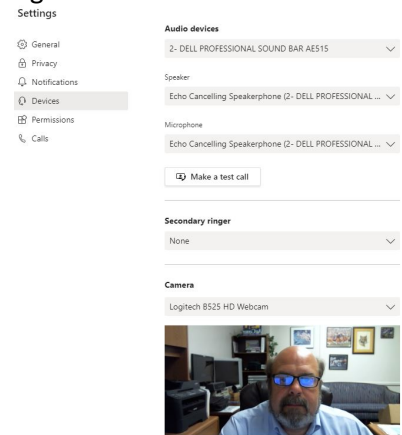 Settings
General
Privacy
Notifications
Devices
Permissions
Calls
Audio devices
2- DELL PROFESSIONAL SOUND BAR AE515
Speaker
Echo Cancelling Speakerphone (2- DELL PROFESSIONAL ...
Microphone
Echo Cancelling Speakerphone (2- DELL PROFESSIONAL ...
Make a test call
Secondary ringer
None
Camera
Logitech B525 HD Webcam